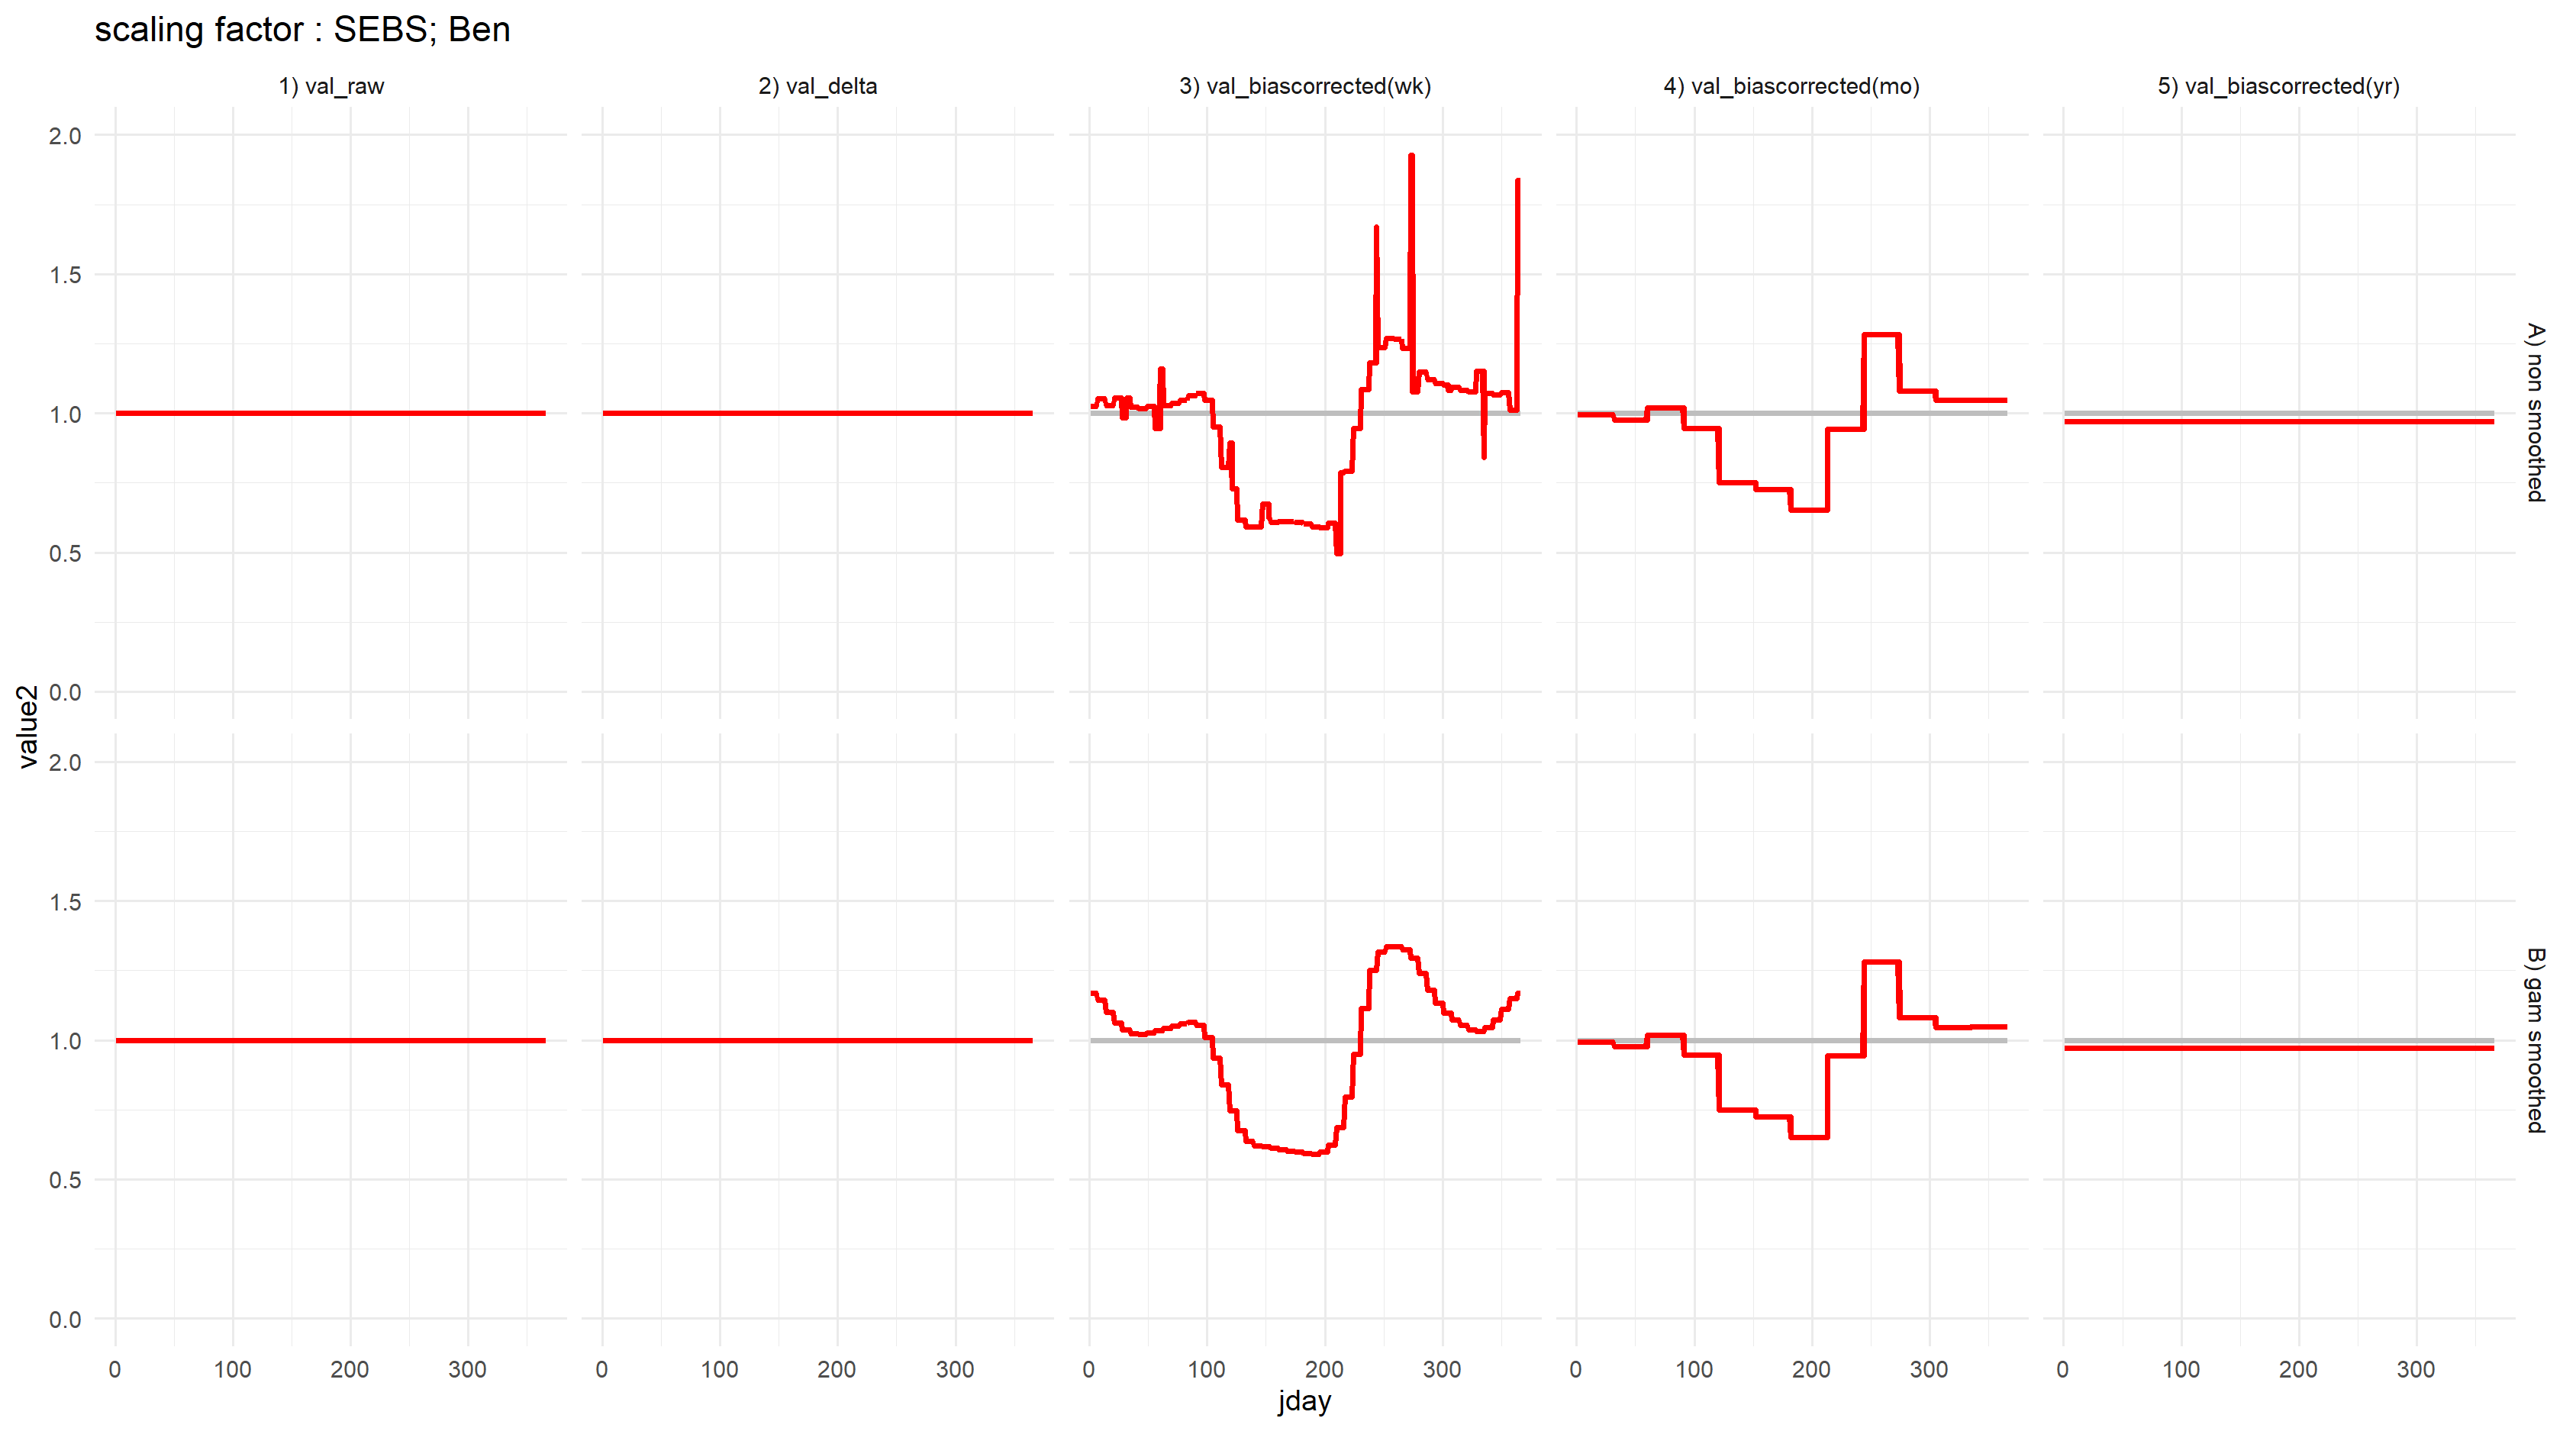 scaling factor : SEBS; Ben
1) val_raw
2) val_delta
3) val_biascorrected(wk)
4) val_biascorrected(mo)
5) val_biascorrected(yr)
2.0
1.5
1.0
0.5
0.0
A) non smoothed
value2
2.0
1.5
1.0
0.5
0.0
B) gam smoothed
0 100 200 300
0 100 200 300
0 100 200 300
0 100 200 300
0 100 200 300
jday